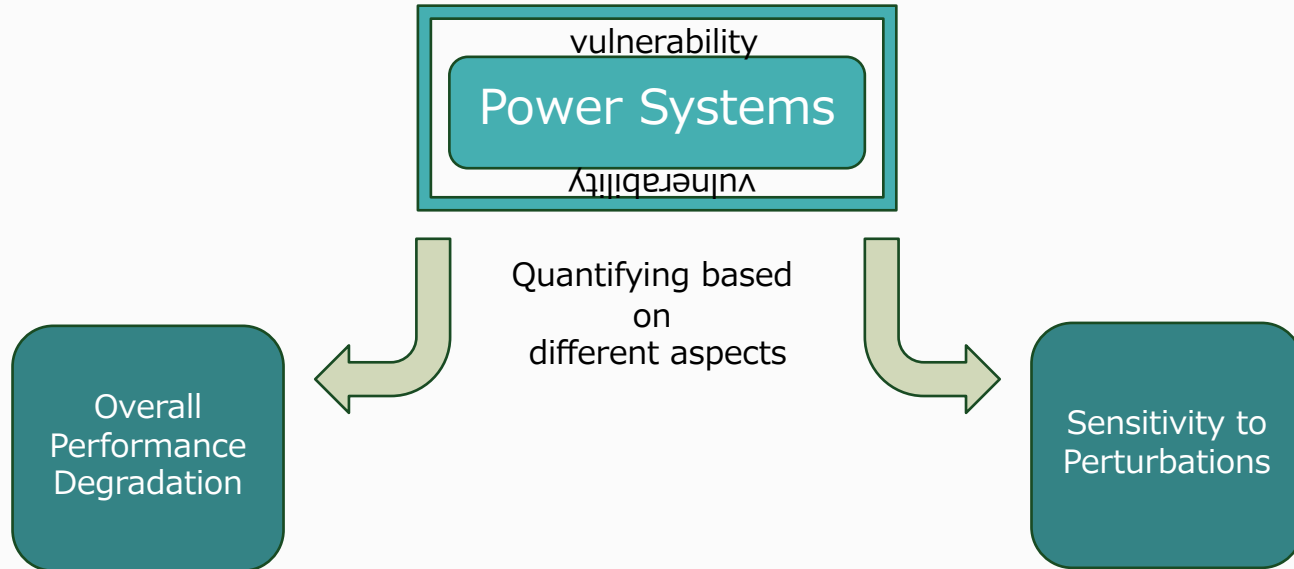 vulnerability
Power Systems
vulnerability
Quantifying based
on
different aspects
Overall
Performance
Degradation
Sensitivity to
Perturbations